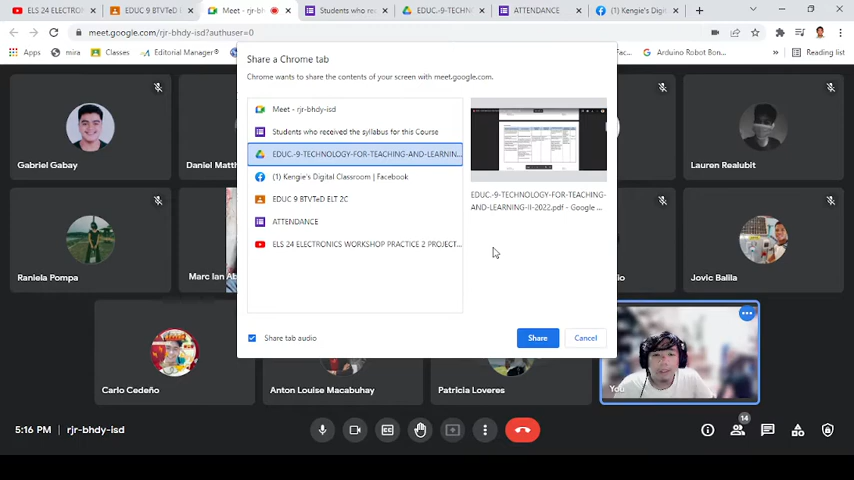 ELS 24 ELECTRON
EDUC 9 BTVTeD E
Meet - rjr-bh
Students who rece
EDUC.-9-TECHN
ATTENDANCE
(1) Kengie's Digit
meet.google.com/rjr-bhdy-isd?authuser=0
Apps
mira
Classes
Editorial Manager®
Arduino Robot Bon...
Reading list
Share a Chrome tab
Chrome wants to share the contents of your screen with meet.google.com.
Meet - rjr-bhdy-isd
Students who received the syllabus for this Course
EDUC.-9-TECHNOLOGY-FOR-TEACHING-AND-LEARNIN...
(1) Kengie's Digital Classroom | Facebook
EDUC 9 BTVTeD ELT 2C
ATTENDANCE
ELS 24 ELECTRONICS WORKSHOP PRACTICE 2 PROJECT...
EDUC.-9-TECHNOLOGY-FOR-TEACHING-
AND-LEARNING-II-2022.pdf - Google ...
Share tab audio
Share
Cancel
Gabriel Gabay
Daniel Matth
Lauren Realubit
Raniela Pompa
Marc Ian Ab
io
Jovic Balila
Carlo Cedeño
Anton Louise Macabuhay
Patricia Loveres
You
5:16 PM
rjr-bhdy-isd
14